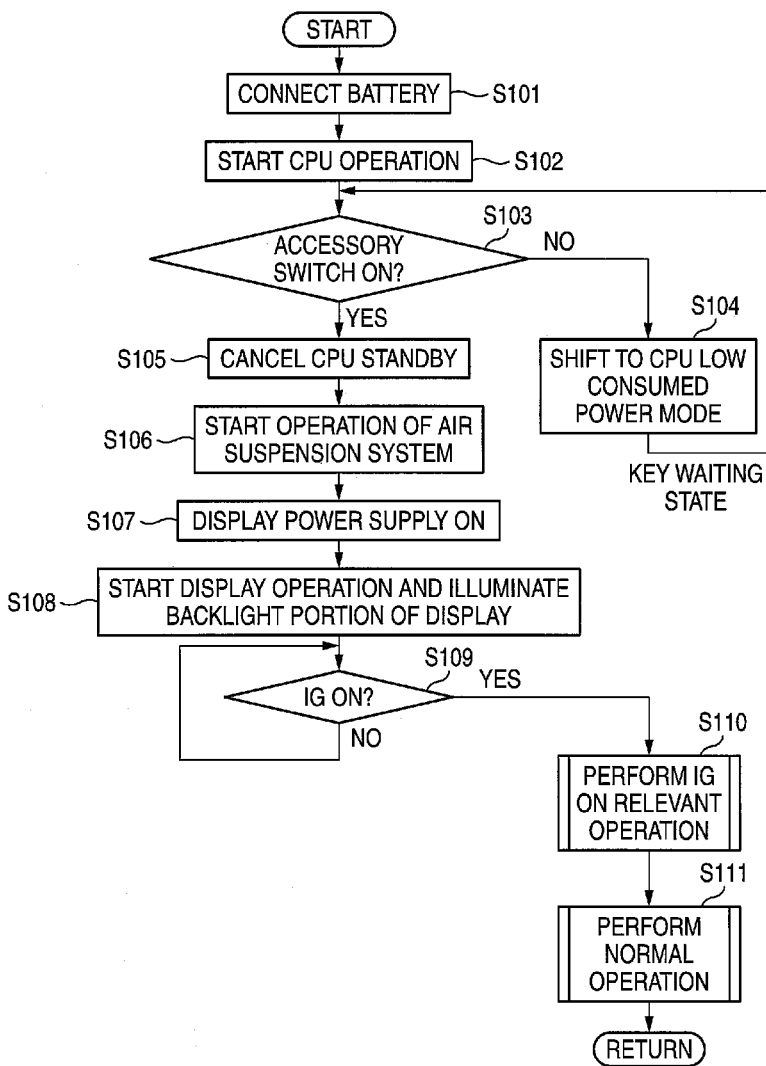 START
CONNECT BATTERY
S101
START CPU OPERATION
S102
S103
ACCESSORY
SWITCH ON?
NO
YES
S104
SHIFT TO CPU LOW
CONSUMED
POWER MODE
KEY WAITING
STATE
S105
CANCEL CPU STANDBY
S106
START OPERATION OF AIR
SUSPENSION SYSTEM
S107
DISPLAY POWER SUPPLY ON
S108
START DISPLAY OPERATION AND ILLUMINATE
BACKLIGHT PORTION OF DISPLAY
S109
IG ON?
YES
NO
S110
PERFORM IG
ON RELEVANT
OPERATION
S111
PERFORM
NORMAL
OPERATION
RETURN